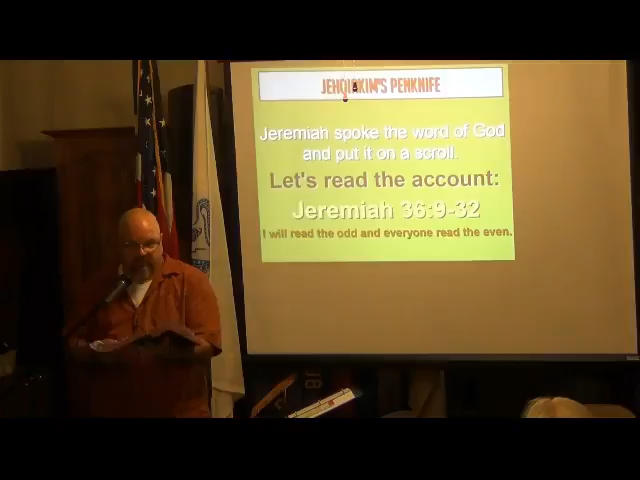 JEHOIAKIM'S PENKNIFE
Jeremiah spoke the word of God
and put it on a scroll.
Let's read the account:
Jeremiah 36:9-32
I will read the odd and everyone read the even.